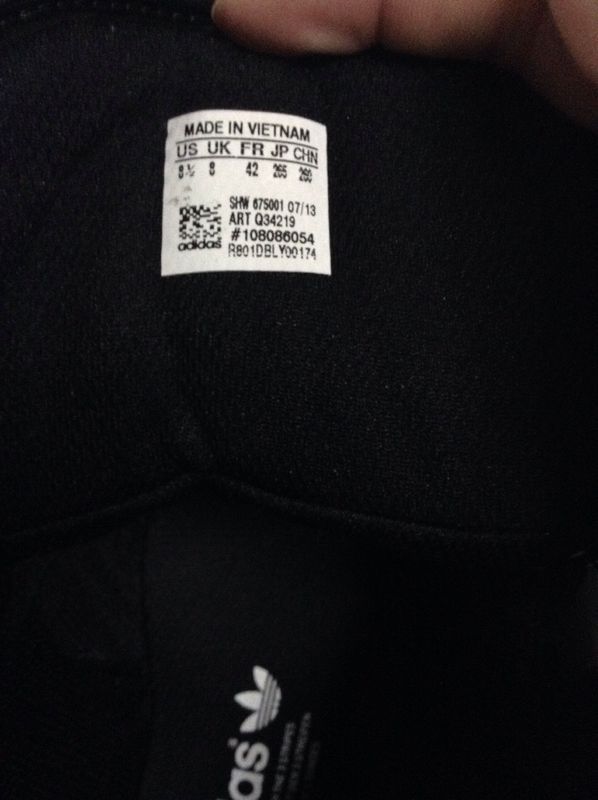 MADE IN VIETNAM
US UK FR JP CHN
8½ 8 42 265 260
SHW 675001 07/13
ART Q34219
#108086054
adidas
R801DBLY00174
das